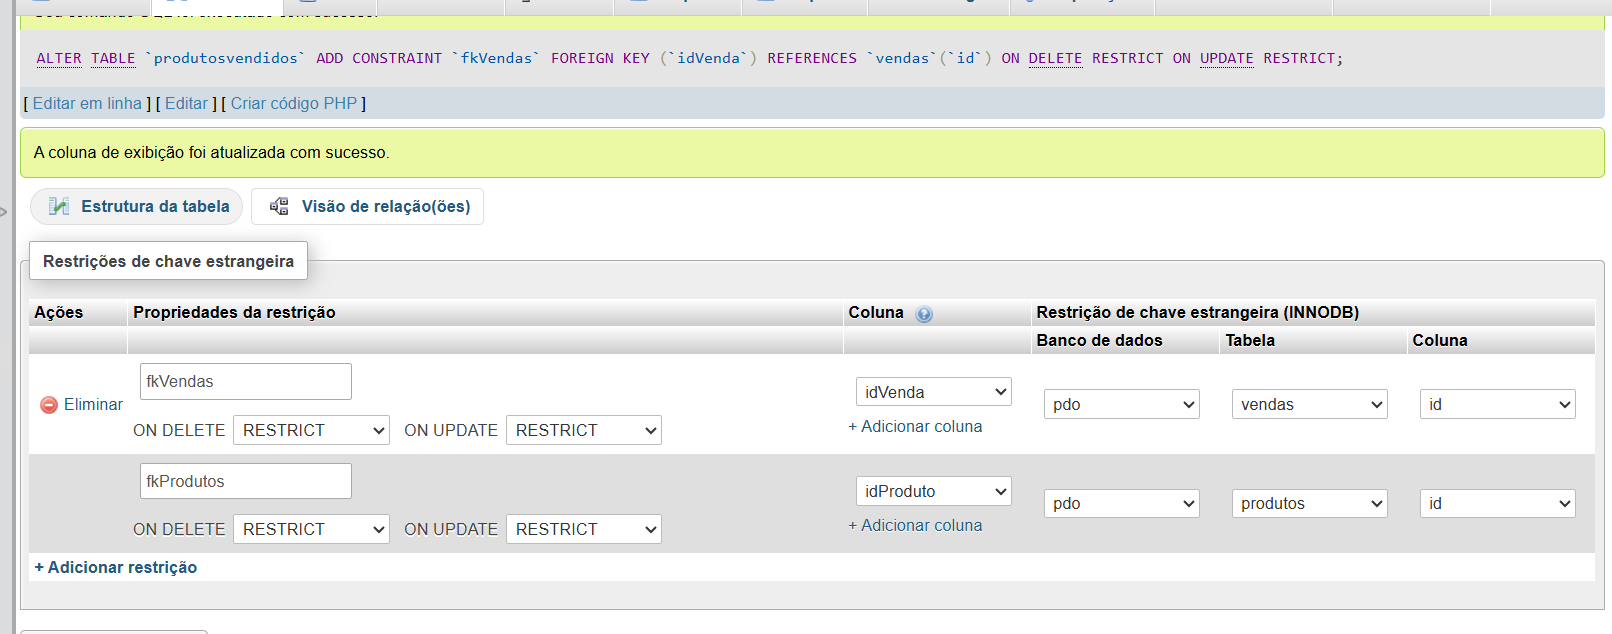 ALTER TABLE `produtosvendidos` ADD CONSTRAINT `fkVendas` FOREIGN KEY (`idVenda`) REFERENCES `vendas`(`id`) ON DELETE RESTRICT ON UPDATE RESTRICT;
[ Editar em linha ] [ Editar ] [ Criar código PHP ]
A coluna de exibição foi atualizada com sucesso.
Estrutura da tabela Visão de relação(ões)
Restrições de chave estrangeira
Ações Propriedades da restrição Coluna Restrição de chave estrangeira (INNODB)
Banco de dados Tabela Coluna
fkVendas
Eliminar idVenda pdo vendas id
ON DELETE RESTRICT ON UPDATE RESTRICT + Adicionar coluna
fkProdutos
idProduto pdo produtos id
ON DELETE RESTRICT ON UPDATE RESTRICT + Adicionar coluna
+ Adicionar restrição